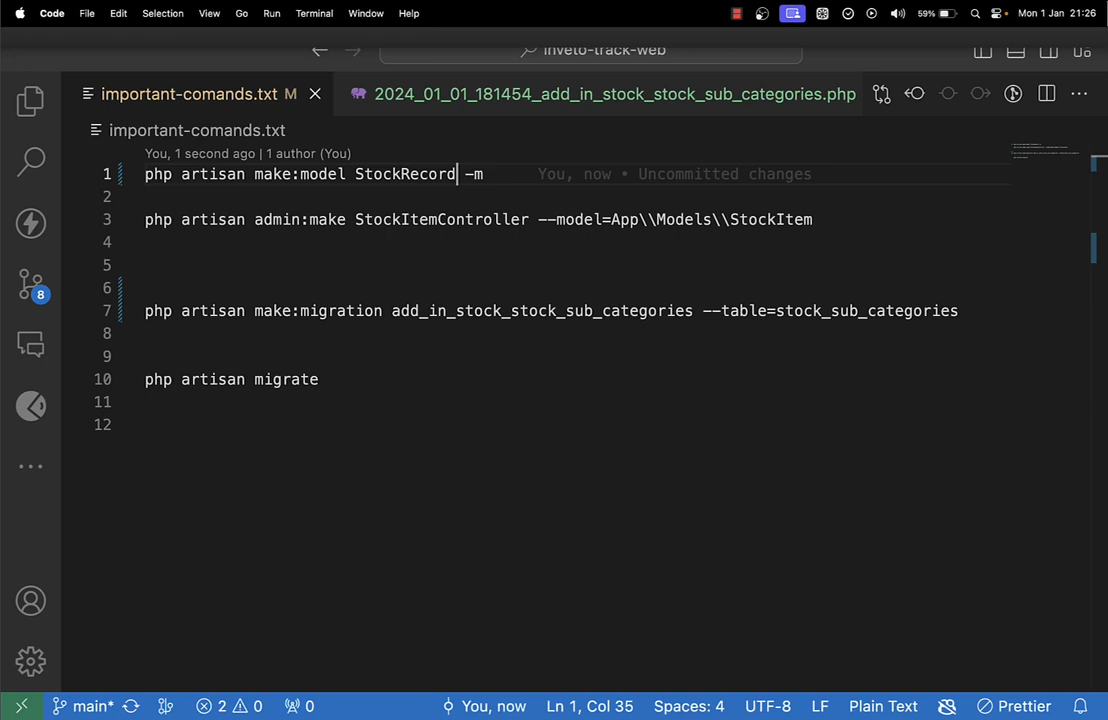 Code File Edit Selection View Go Run Terminal Window Help 59% Mon 1 Jan 21:26
inveto-track-web
important-comands.txt M 2024_01_01_181454_add_in_stock_stock_sub_categories.php
important-comands.txt
You, 1 second ago | 1 author (You)
1 php artisan make:model StockRecord -m You, now • Uncommitted changes
2
3 php artisan admin:make StockItemController --model=App\\Models\\StockItem
4
5
6
7 php artisan make:migration add_in_stock_stock_sub_categories --table=stock_sub_categories
8
9
10 php artisan migrate
11
12
8
main* 2 0 0 You, now Ln 1, Col 35 Spaces: 4 UTF-8 LF Plain Text Prettier